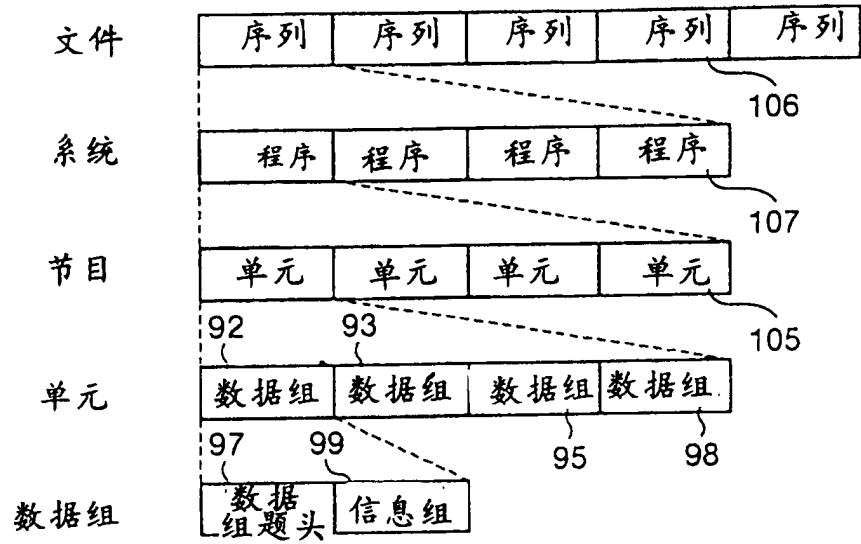 文件 序列 序列 序列 序列 序列
106
系统 程序 程序 程序 程序
107
节目 单元 单元 单元 单元
105
92 93
单元 数据组 数据组 数据组 数据组
97 99 95 98
数据组 数据 信息组
组题头